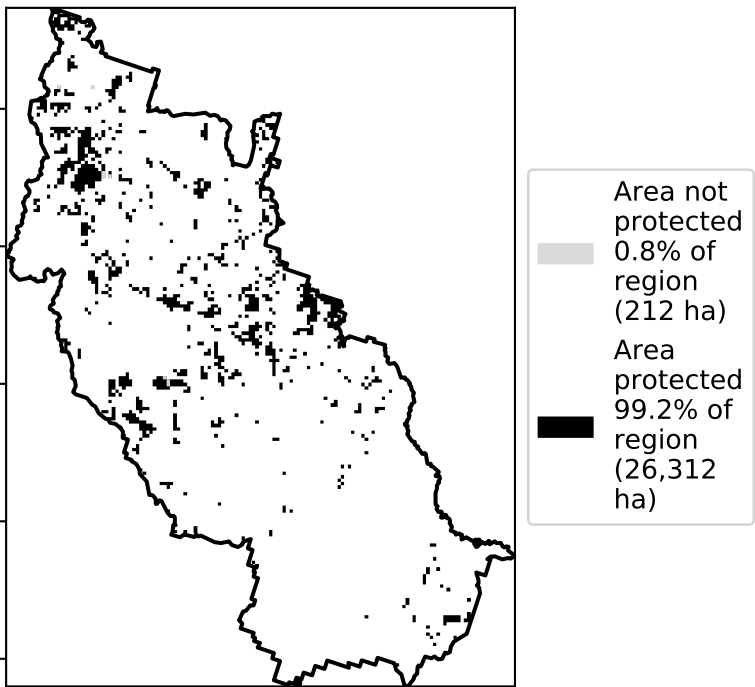 Area not
protected
0.8% of
region
(212 ha)
Area
protected
99.2% of
region
(26,312
ha)